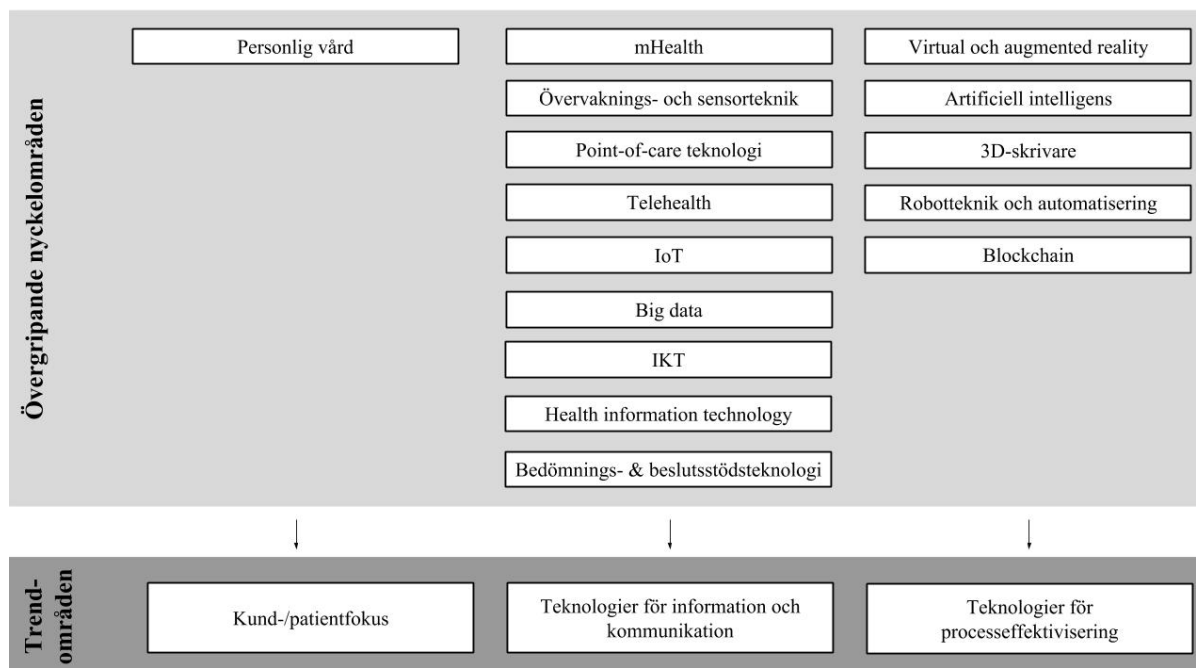 Övergripande nyckelområden
Personlig vård
mHealth
Övervaknings- och sensorteknik
Point-of-care teknologi
Telehealth
IoT
Big data
IKT
Health information technology
Bedömnings- & beslutsstödsteknologi
Virtual och augmented reality
Artificiell intelligens
3D-skrivare
Robotteknik och automatisering
Blockchain
Trend-
områden
Kund-/patientfokus
Teknologier för information och
kommunikation
Teknologier för
processeffektivisering